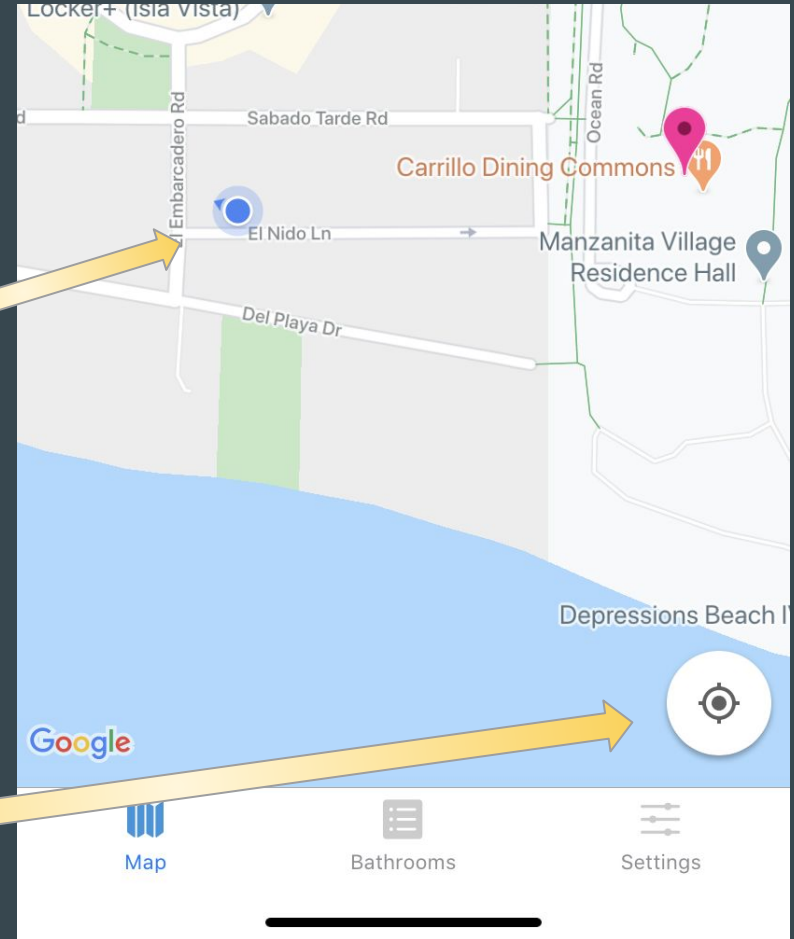 Locker+ (Isla Vista)
d
Sabado Tarde Rd
El Embarcadero Rd
Ocean Rd
Carrillo Dining Commons
El Nido Ln
Manzanita Village
Residence Hall
Del Playa Dr
Depressions Beach I
Google
Map
Bathrooms
Settings